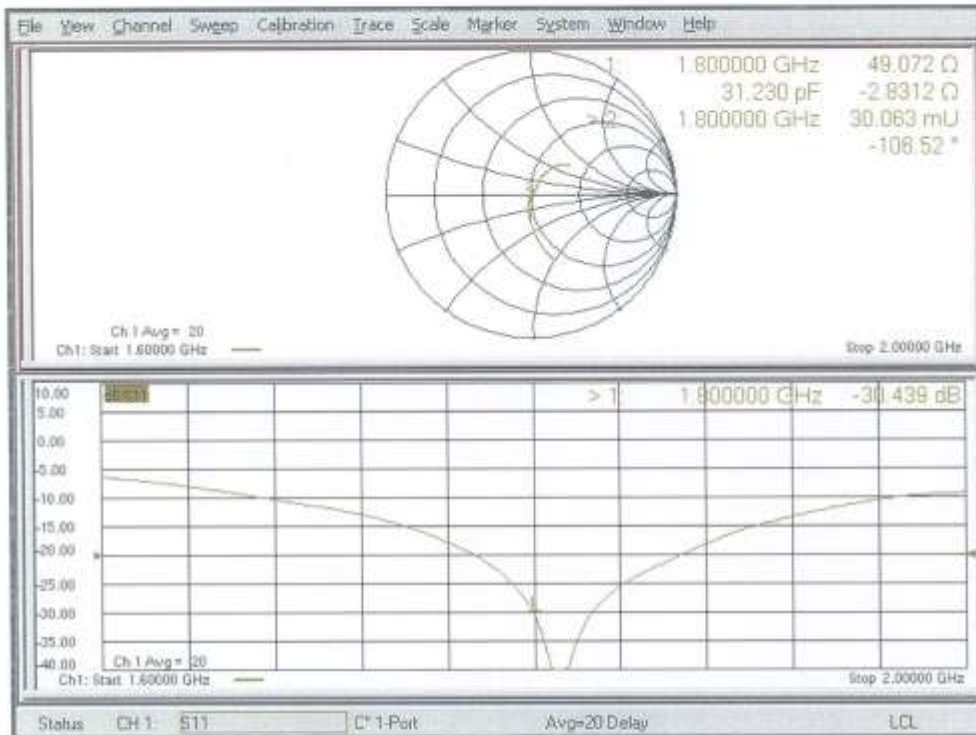 File View Channel Sweep Calibration Trace Scale Marker System Window Help
1: 1.800000 GHz 49.072 Ω
31.230 pF -2.8312 Ω
> 2: 1.800000 GHz 30.063 mU
-108.52 °
Ch 1 Avg = 20
Ch1: Start 1.60000 GHz
Stop 2.00000 GHz
10.00
> 1: 1.800000 GHz -30.439 dB
5.00
0.00
-5.00
-10.00
-15.00
-20.00
-25.00
-30.00
-35.00
-40.00
Ch 1 Avg = 20
Ch1: Start 1.60000 GHz
Stop 2.00000 GHz
Status CH 1: S11 C* 1-Port Avg=20 Delay LCL